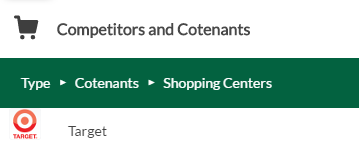 Competitors and Cotenants
Type ▸ Cotenants ▸ Shopping Centers
TARGET
Target